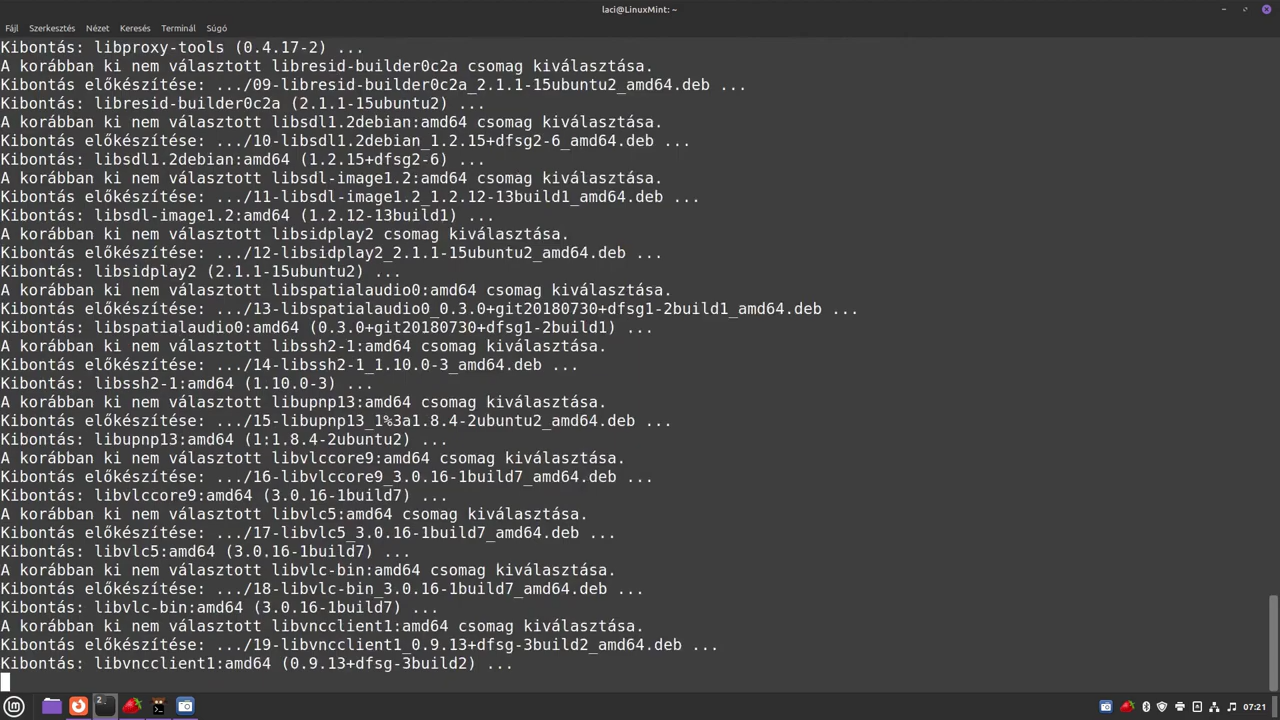 laci@LinuxMint: ~
Fájl Szerkesztés Nézet Keresés Terminál Súgó
Kibontás: libproxy-tools (0.4.17-2) ...
A korábban ki nem választott libresid-builder0c2a csomag kiválasztása.
Kibontás előkészítése: .../09-libresid-builder0c2a_2.1.1-15ubuntu2_amd64.deb ...
Kibontás: libresid-builder0c2a (2.1.1-15ubuntu2) ...
A korábban ki nem választott libsdl1.2debian:amd64 csomag kiválasztása.
Kibontás előkészítése: .../10-libsdl1.2debian_1.2.15+dfsg2-6_amd64.deb ...
Kibontás: libsdl1.2debian:amd64 (1.2.15+dfsg2-6) ...
A korábban ki nem választott libsdl-image1.2:amd64 csomag kiválasztása.
Kibontás előkészítése: .../11-libsdl-image1.2_1.2.12-13build1_amd64.deb ...
Kibontás: libsdl-image1.2:amd64 (1.2.12-13build1) ...
A korábban ki nem választott libsidplay2 csomag kiválasztása.
Kibontás előkészítése: .../12-libsidplay2_2.1.1-15ubuntu2_amd64.deb ...
Kibontás: libsidplay2 (2.1.1-15ubuntu2) ...
A korábban ki nem választott libspatialaudio0:amd64 csomag kiválasztása.
Kibontás előkészítése: .../13-libspatialaudio0_0.3.0+git20180730+dfsg1-2build1_amd64.deb ...
Kibontás: libspatialaudio0:amd64 (0.3.0+git20180730+dfsg1-2build1) ...
A korábban ki nem választott libssh2-1:amd64 csomag kiválasztása.
Kibontás előkészítése: .../14-libssh2-1_1.10.0-3_amd64.deb ...
Kibontás: libssh2-1:amd64 (1.10.0-3) ...
A korábban ki nem választott libupnp13:amd64 csomag kiválasztása.
Kibontás előkészítése: .../15-libupnp13_1%3a1.8.4-2ubuntu2_amd64.deb ...
Kibontás: libupnp13:amd64 (1:1.8.4-2ubuntu2) ...
A korábban ki nem választott libvlccore9:amd64 csomag kiválasztása.
Kibontás előkészítése: .../16-libvlccore9_3.0.16-1build7_amd64.deb ...
Kibontás: libvlccore9:amd64 (3.0.16-1build7) ...
A korábban ki nem választott libvlc5:amd64 csomag kiválasztása.
Kibontás előkészítése: .../17-libvlc5_3.0.16-1build7_amd64.deb ...
Kibontás: libvlc5:amd64 (3.0.16-1build7) ...
A korábban ki nem választott libvlc-bin:amd64 csomag kiválasztása.
Kibontás előkészítése: .../18-libvlc-bin_3.0.16-1build7_amd64.deb ...
Kibontás: libvlc-bin:amd64 (3.0.16-1build7) ...
A korábban ki nem választott libvncclient1:amd64 csomag kiválasztása.
Kibontás előkészítése: .../19-libvncclient1_0.9.13+dfsg-3build2_amd64.deb ...
Kibontás: libvncclient1:amd64 (0.9.13+dfsg-3build2) ...
07:21